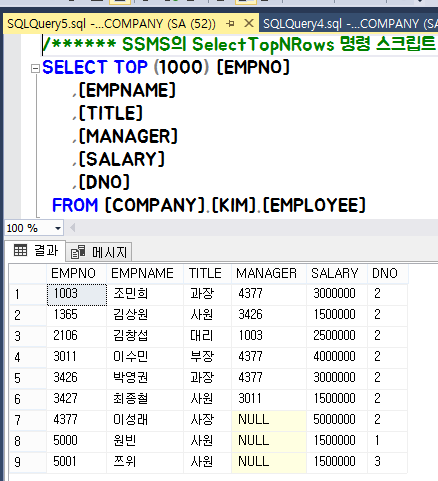 SQLQuery5.sql -...COMPANY (SA (52)) SQLQuery4.sql -...COMPANY
/****** SSMS의 SelectTopNRows 명령 스크립트
SELECT TOP (1000) [EMPNO]
,[EMPNAME]
,[TITLE]
,[MANAGER]
,[SALARY]
,[DNO]
FROM [COMPANY].[KIM].[EMPLOYEE]
100 %
결과 메시지
EMPNO EMPNAME TITLE MANAGER SALARY DNO
1 1003 조민희 과장 4377 3000000 2
2 1365 김상원 사원 3426 1500000 2
3 2106 김창섭 대리 1003 2500000 2
4 3011 이수민 부장 4377 4000000 2
5 3426 박영권 과장 4377 3000000 2
6 3427 최종철 사원 3011 1500000 2
7 4377 이성래 사장 NULL 5000000 2
8 5000 원빈 사원 NULL 1500000 1
9 5001 쯔위 사원 NULL 1500000 3